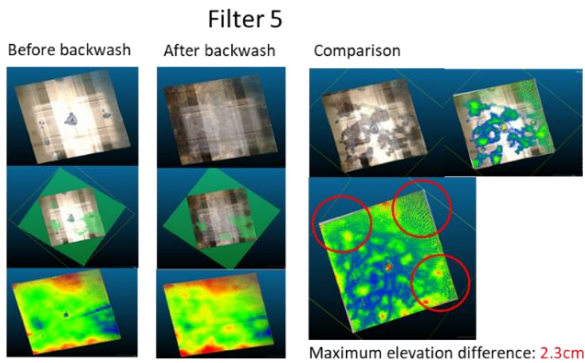 Filter 5
Before backwash
After backwash
Comparison
Maximum elevation difference: 2.3cm